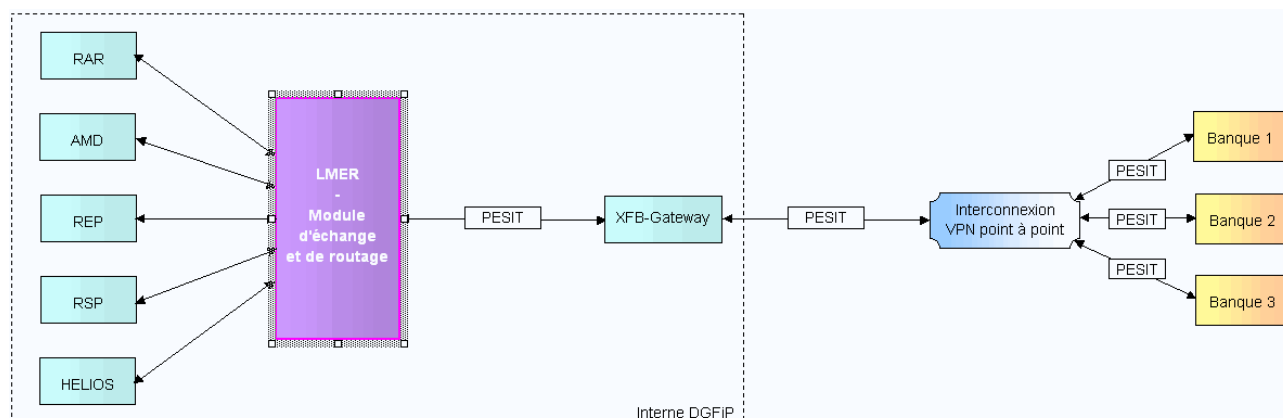 RAR
AMD
REP
RSP
HELIOS
LMER
-
Module
d'échange
et de routage
PESIT
XFB-Gateway
PESIT
Interconnexion
VPN point à point
PESIT
PESIT
PESIT
Banque 1
Banque 2
Banque 3
Interne DGFiP